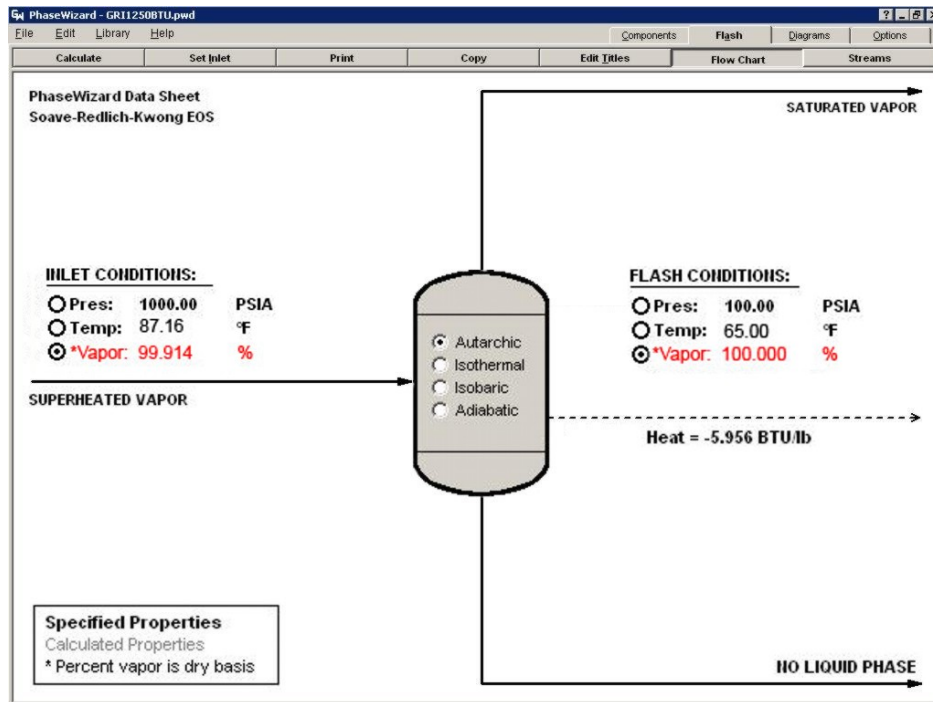 PhaseWizard - GRI1250BTU.pwd
File Edit Library Help Components Flash Diagrams Options
Calculate Set Inlet Print Copy Edit Titles Flow Chart Streams
PhaseWizard Data Sheet
Soave-Redlich-Kwong EOS
SATURATED VAPOR
INLET CONDITIONS:
Pres: 1000.00 PSIA
Temp: 87.16 °F
*Vapor: 99.914 %
SUPERHEATED VAPOR
Autarchic
Isothermal
Isobaric
Adiabatic
FLASH CONDITIONS:
Pres: 100.00 PSIA
Temp: 65.00 °F
*Vapor: 100.000 %
Heat = -5.956 BTU/lb
Specified Properties
Calculated Properties
* Percent vapor is dry basis
NO LIQUID PHASE